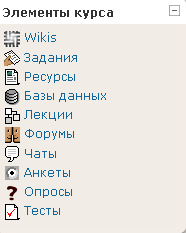 Элементы курса
Wikis
Задания
Ресурсы
Базы данных
Лекции
Форумы
Чаты
Анкеты
Опросы
Тесты